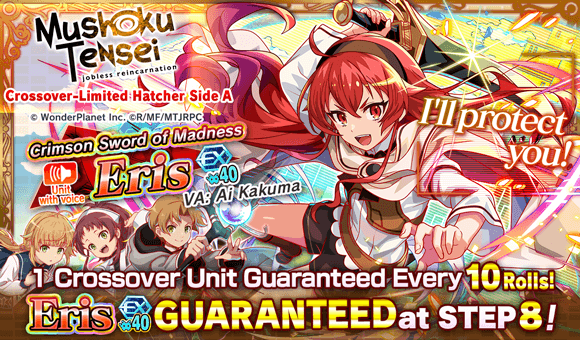 Mushoku
Tensei
jobless reincarnation
Crossover-Limited Hatcher Side A
© WonderPlanet Inc. ©R/MF/MTJRPC
Crimson Sword of Madness
Unit
with voice
Eris EX 40
VA: Ai Kakuma
I'll protect
you!
1 Crossover Unit Guaranteed Every 10 Rolls!
Eris EX 40 GUARANTEED at STEP 8!